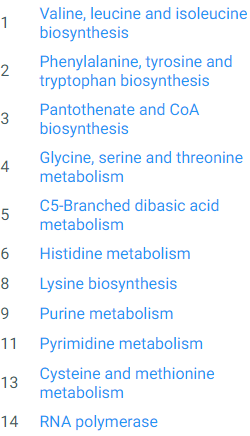 1 Valine, leucine and isoleucine
biosynthesis
2 Phenylalanine, tyrosine and
tryptophan biosynthesis
3 Pantothenate and CoA
biosynthesis
4 Glycine, serine and threonine
metabolism
5 C5-Branched dibasic acid
metabolism
6 Histidine metabolism
8 Lysine biosynthesis
9 Purine metabolism
11 Pyrimidine metabolism
13 Cysteine and methionine
metabolism
14 RNA polymerase